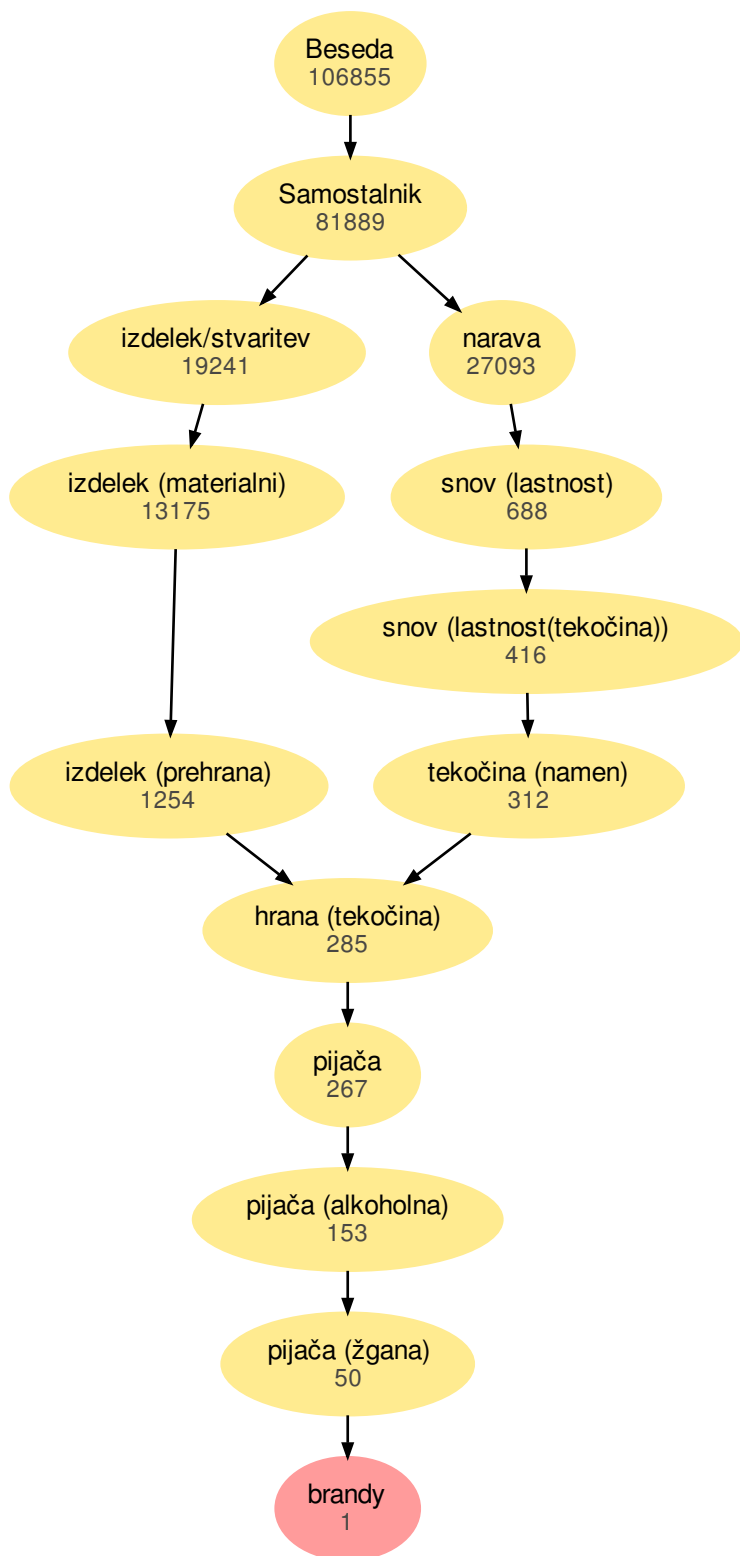 Beseda
106855
Samostalnik
81889
izdelek/stvaritev
19241
narava
27093
izdelek (materialni)
13175
snov (lastnost)
688
snov (lastnost(tekočina))
416
izdelek (prehrana)
1254
tekočina (namen)
312
hrana (tekočina)
285
pijača
267
pijača (alkoholna)
153
pijača (žgana)
50
brandy
1